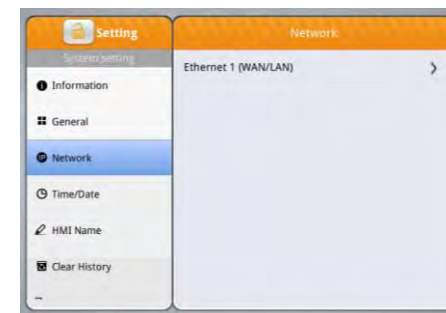 Setting
System setting
Information
General
Network
Time/Date
HMI Name
Clear History
Network
Ethernet 1 (WAN/LAN)